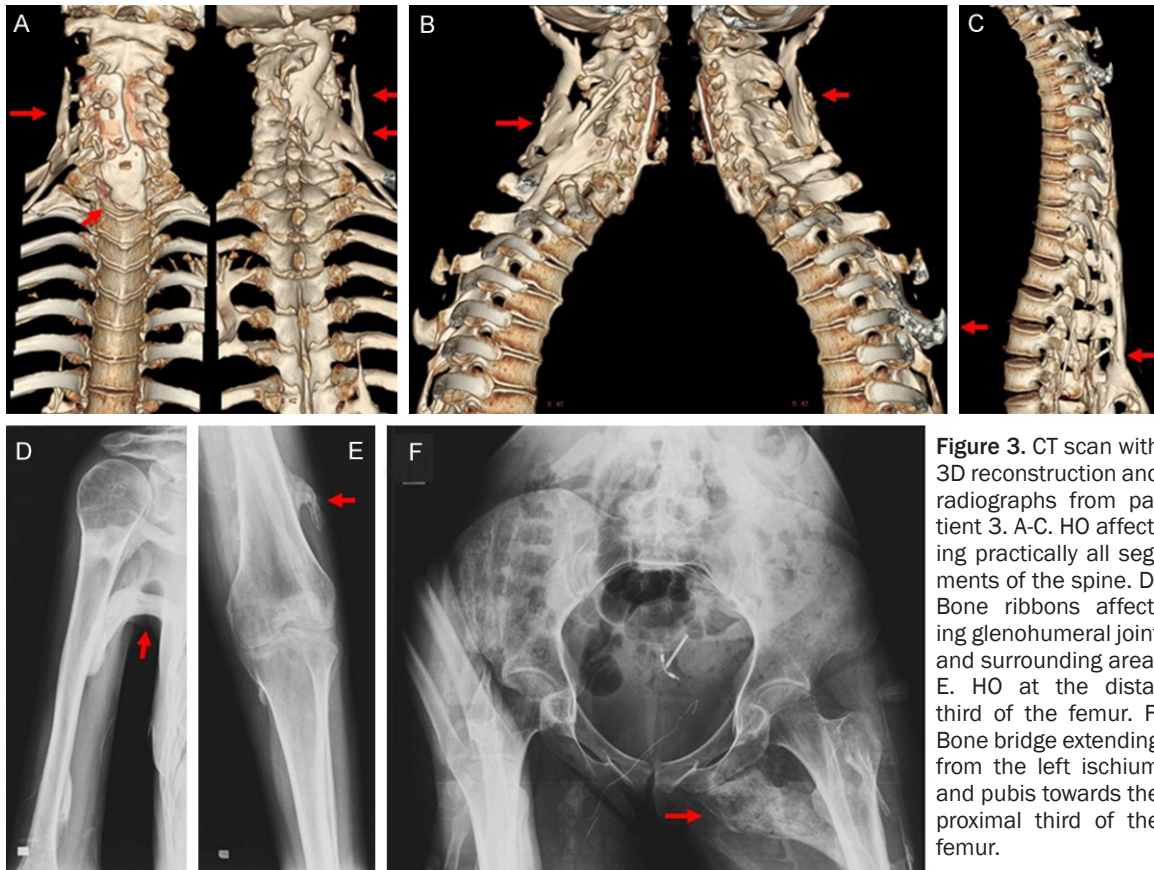 A
B
C
D
E
F
Figure 3. CT scan with
3D reconstruction and
radiographs from pa
tient 3. A-C. HO affect
ing practically all seg
ments of the spine. D
Bone ribbons affect
ing glenohumeral joint
and surrounding area
E. HO at the dista
third of the femur. F
Bone bridge extending
from the left ischium
and pubis towards the
proximal third of the
femur.